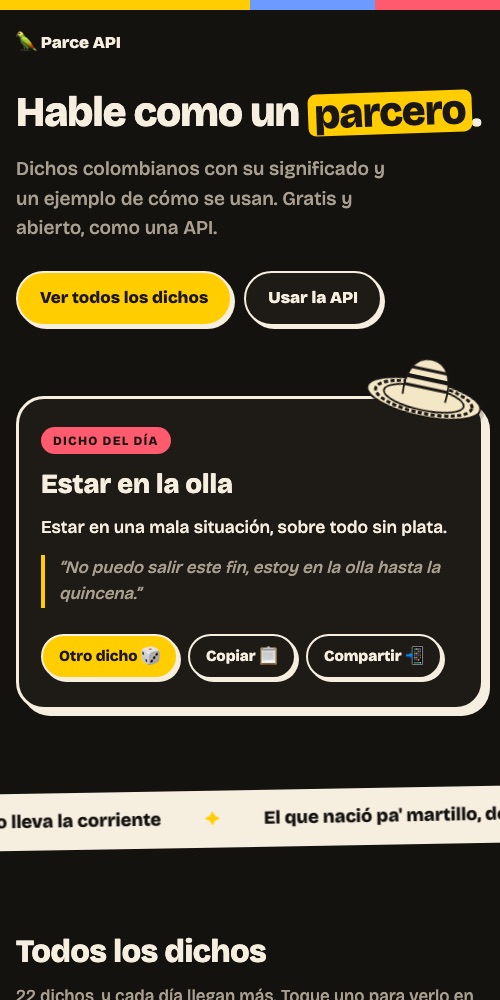 Parce API
Hable como un parcero.
Dichos colombianos con su significado y
un ejemplo de cómo se usan. Gratis y
abierto, como una API.
Ver todos los dichos
Usar la API
DICHO DEL DÍA
Estar en la olla
Estar en una mala situación, sobre todo sin plata.
“No puedo salir este fin, estoy en la olla hasta la
quincena.”
Otro dicho
Copiar
Compartir
o lleva la corriente ✦ El que nació pa' martillo, d
Todos los dichos
22 dichos, y cada día llegan más. Toque uno para verlo en